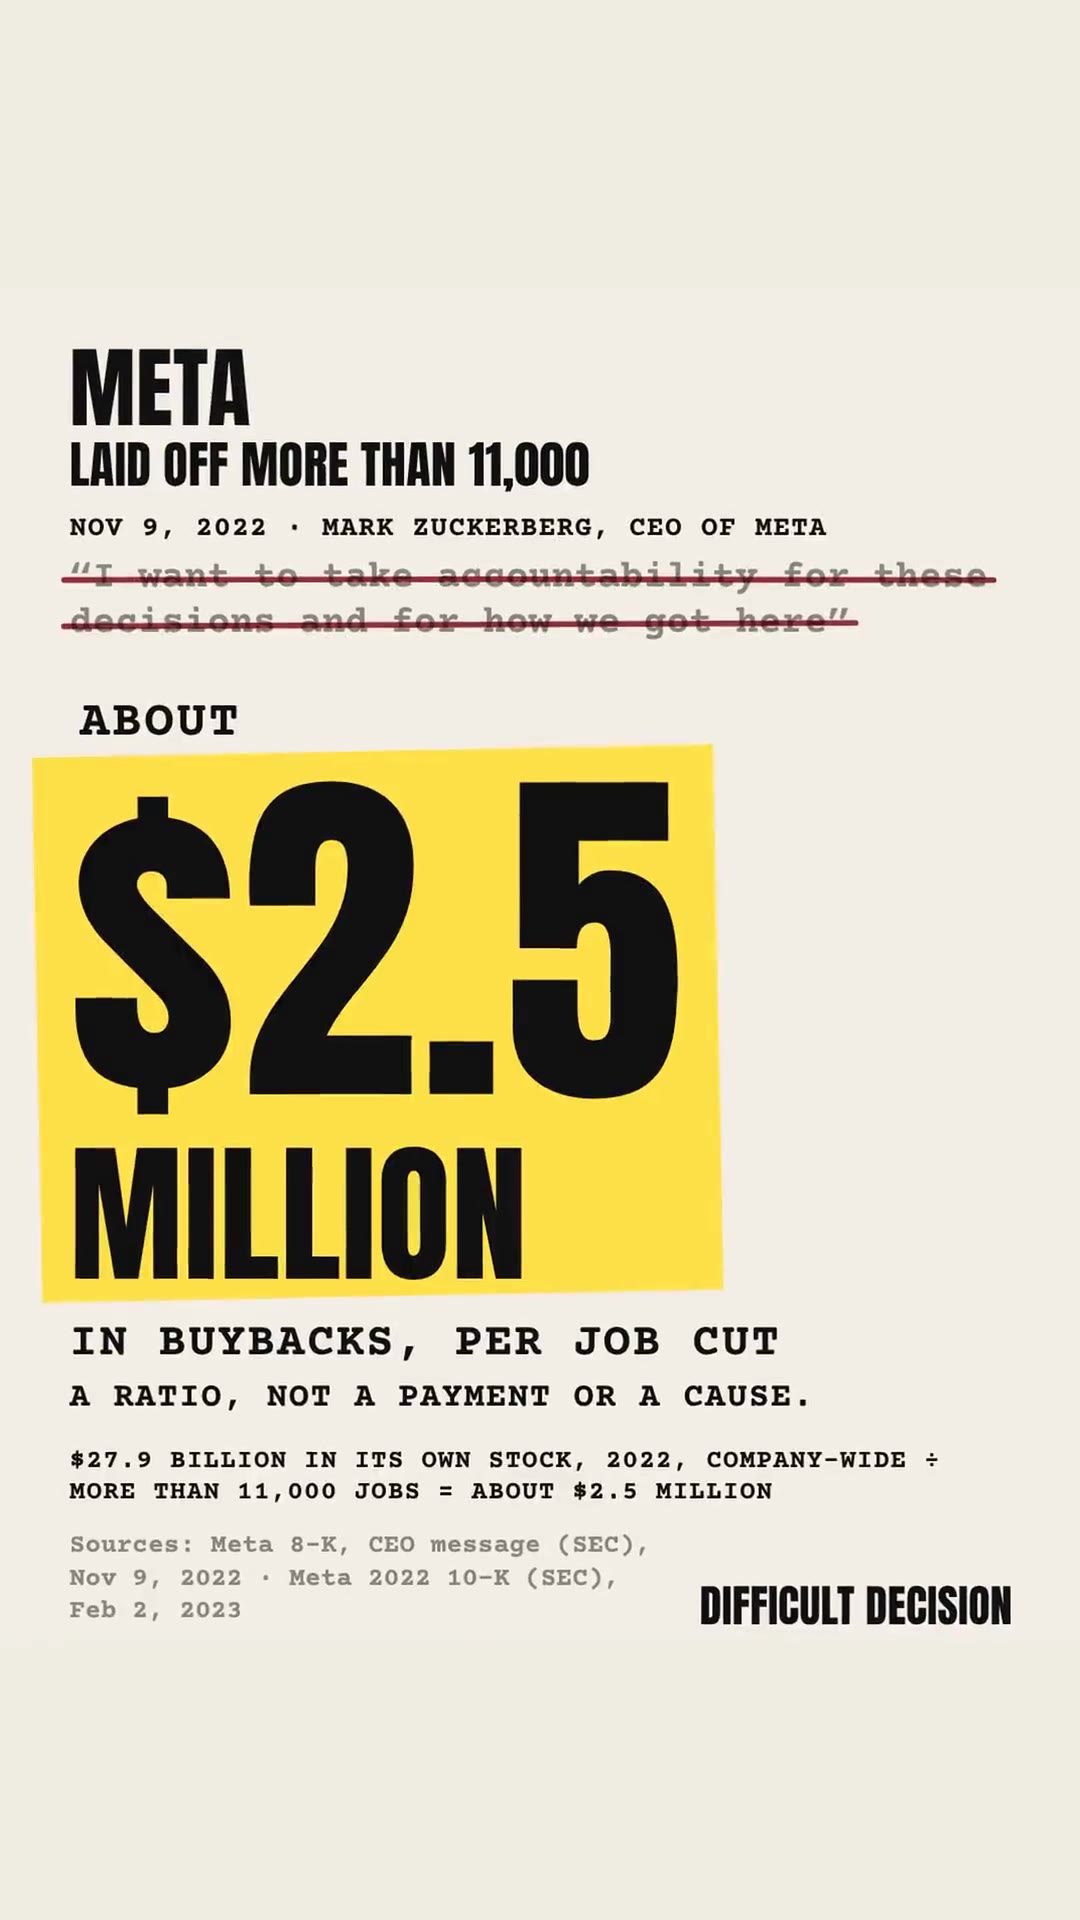 META
LAID OFF MORE THAN 11,000
NOV 9, 2022 · MARK ZUCKERBERG, CEO OF META
“I want to take accountability for these
decisions and for how we got here”
ABOUT
$2.5
MILLION
IN BUYBACKS, PER JOB CUT
A RATIO, NOT A PAYMENT OR A CAUSE.
$27.9 BILLION IN ITS OWN STOCK, 2022, COMPANY-WIDE ÷
MORE THAN 11,000 JOBS = ABOUT $2.5 MILLION
Sources: Meta 8-K, CEO message (SEC),
Nov 9, 2022 · Meta 2022 10-K (SEC),
Feb 2, 2023
DIFFICULT DECISION